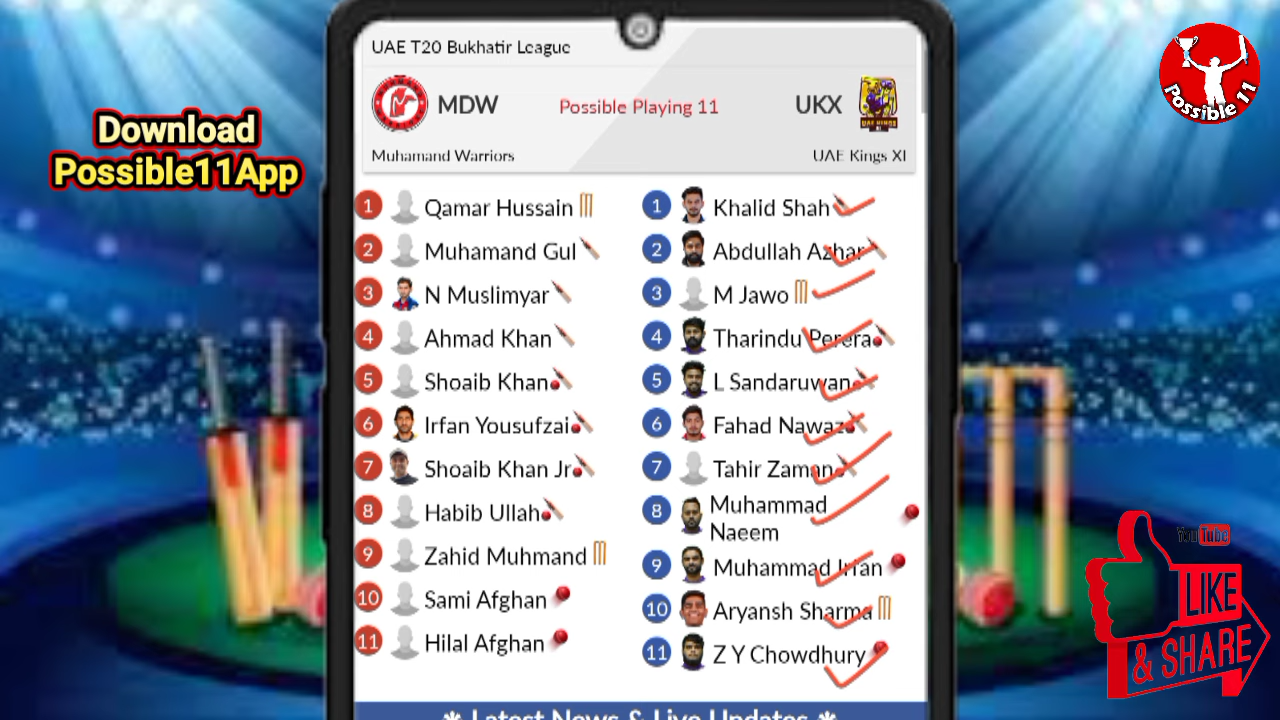 UAE T20 Bukhatir League
MDW
Possible Playing 11
UKX
UAE KINGS
XI
Muhamand Warriors
UAE Kings XI
Download
Possible11App
Possible 11
1 Qamar Hussain
2 Muhamand Gul
3 N Muslimyar
4 Ahmad Khan
5 Shoaib Khan
6 Irfan Yousufzai
7 Shoaib Khan Jr
8 Habib Ullah
9 Zahid Muhmand
10 Sami Afghan
11 Hilal Afghan
1 Khalid Shah
2 Abdullah Azhar
3 M Jawo
4 Tharindu Perera
5 L Sandaruwan
6 Fahad Nawaz
7 Tahir Zaman
8 Muhammad
Naeem
9 Muhammad Irfan
10 Aryansh Sharma
11 Z Y Chowdhury
YouTube
LIKE
& SHARE
* Latest News & Live Updates *